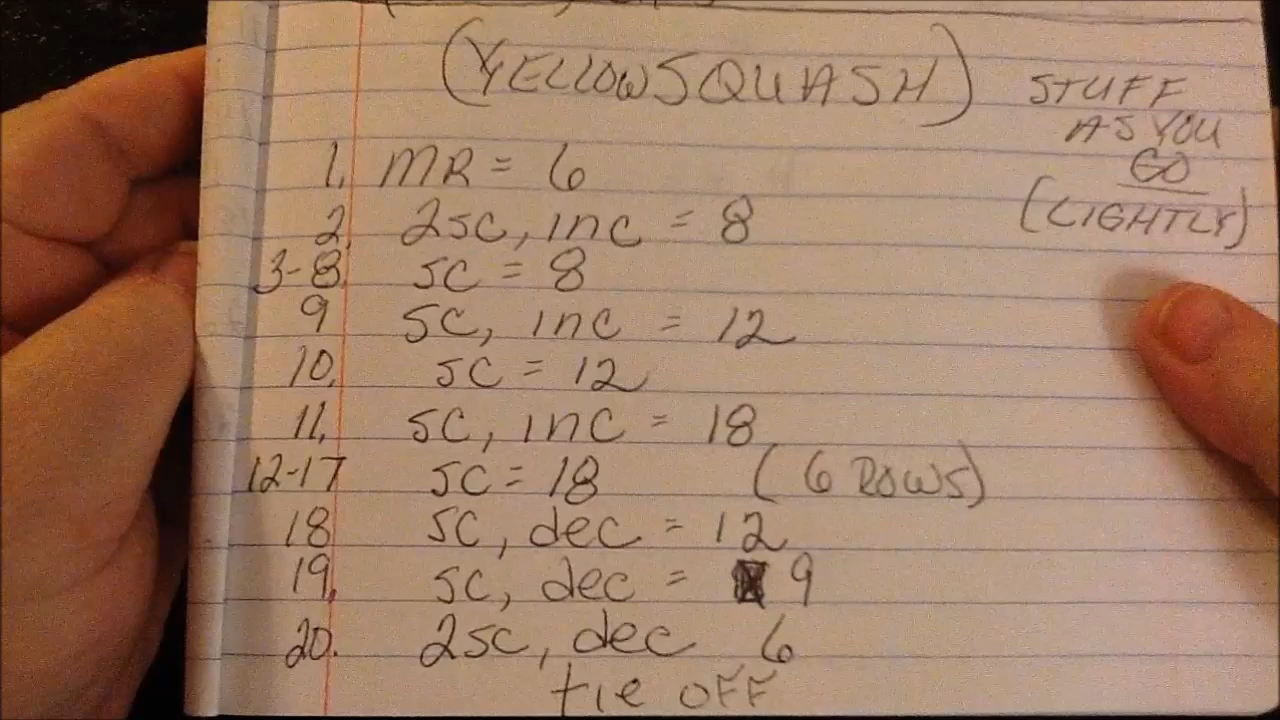 (YELLOW SQUASH)
STUFF
AS YOU
GO
(LIGHTLY)
1. MR = 6
2. 2sc, inc = 8
3-8. sc = 8
9 sc, inc = 12
10. sc = 12
11. sc, inc = 18
12-17 sc = 18 (6 ROWS)
18 sc, dec = 12
19. sc, dec = 9
20. 2sc, dec 6
tie OFF